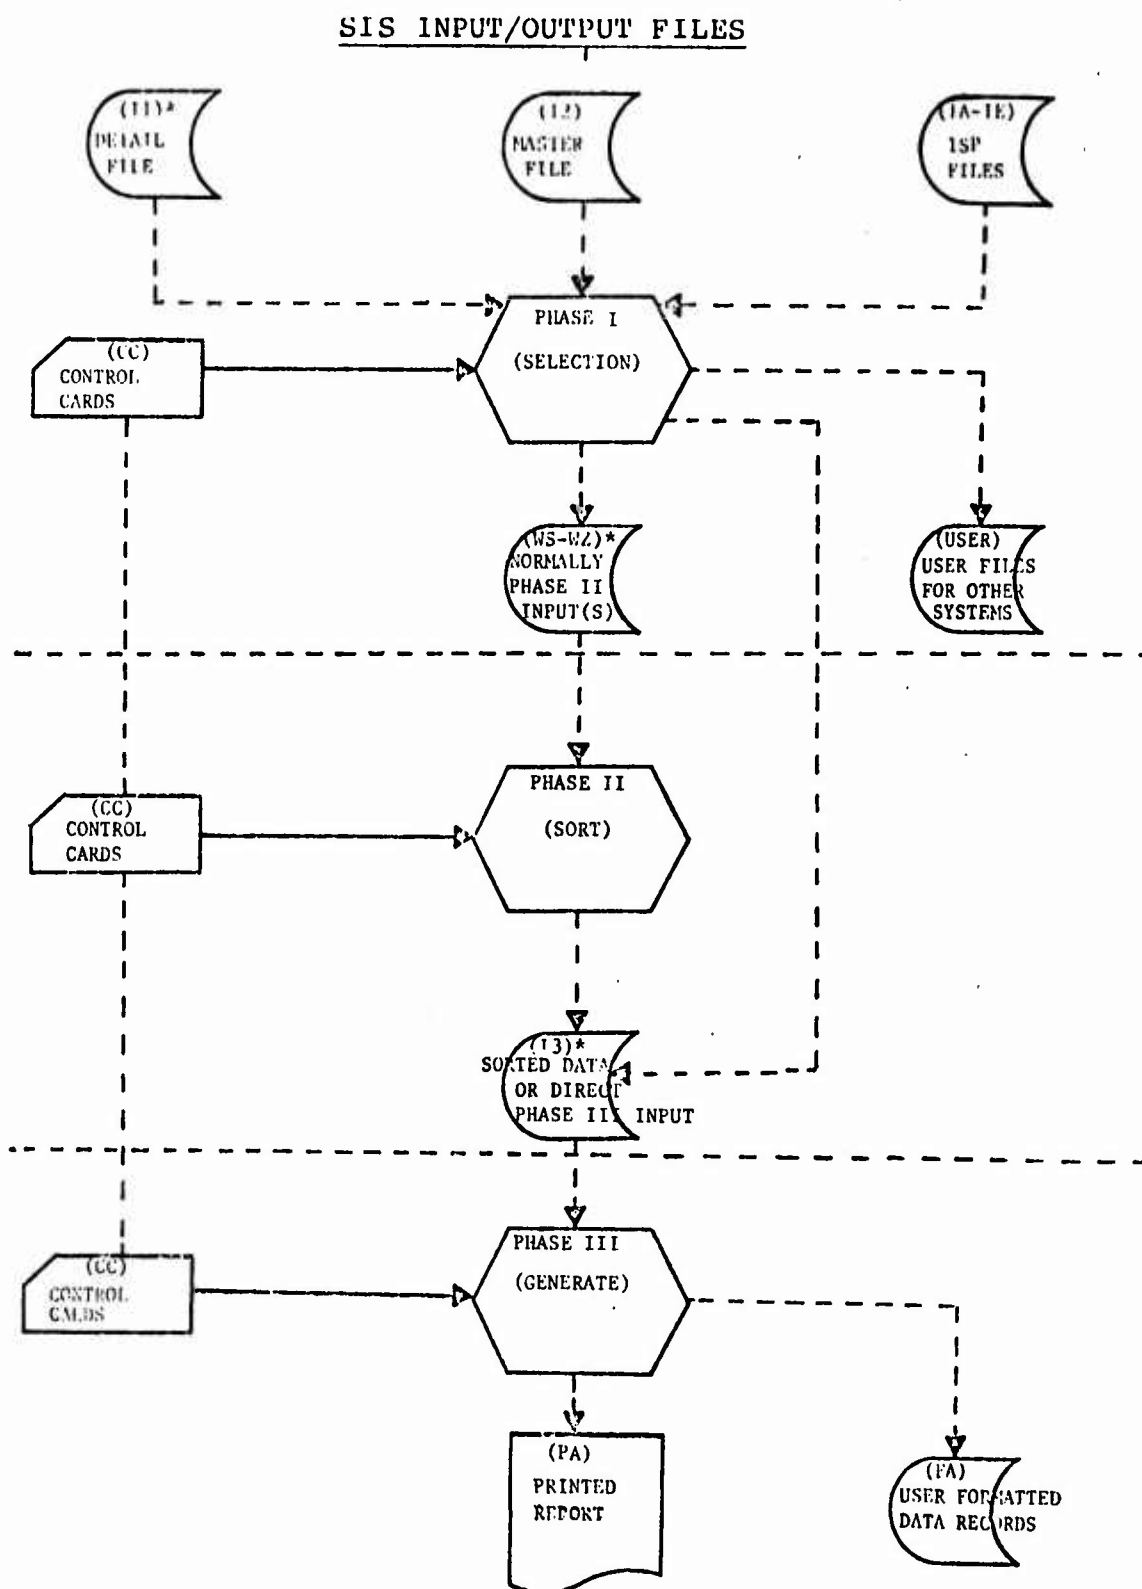 SIS INPUT/OUTPUT FILES
(I1)*
DETAIL
FILE
(I2)
MASTER
FILE
(IA-IE)
ISP
FILES
PHASE I
(SELECTION)
(CC)
CONTROL
CARDS
(WS-WZ)*
NORMALLY
PHASE II
INPUT(S)
(USER)
USER FILES
FOR OTHER
SYSTEMS
PHASE II
(SORT)
(CC)
CONTROL
CARDS
(I3)*
SORTED DATA
OR DIRECT
PHASE III INPUT
PHASE III
(GENERATE)
(CC)
CONTROL
CARDS
(PA)
PRINTED
REPORT
(FA)
USER FORMATTED
DATA RECORDS